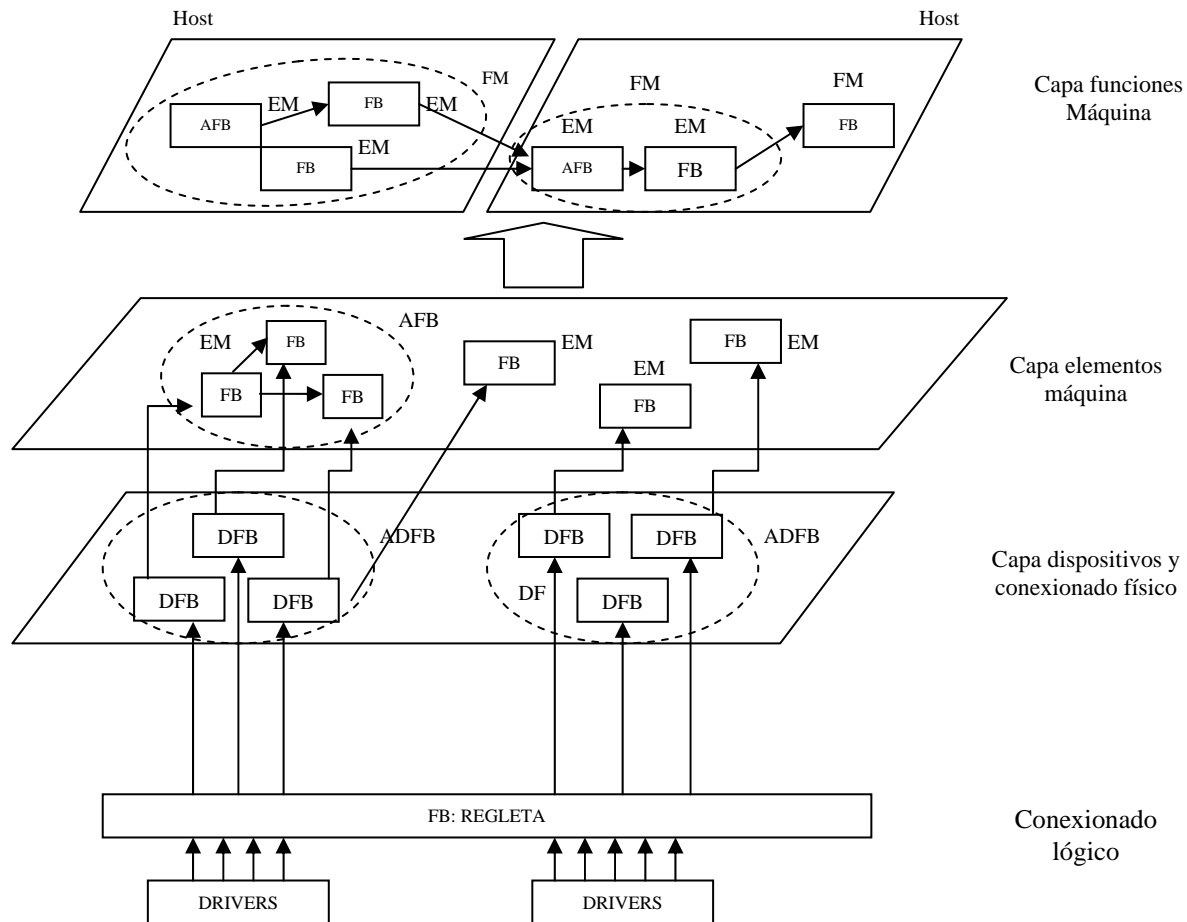 Host
Host
FM
EM
FB
EM
AFB
FB
EM
FM
EM
EM
AFB
FB
FM
FB
Capa funciones
Máquina
AFB
EM
FB
FB
FB
FB
EM
EM
FB
FB
EM
Capa elementos
máquina
DFB
ADFB
DFB
DFB
DFB
DFB
ADFB
DF
DFB
Capa dispositivos y
conexionado físico
FB: REGLETA
Conexionado
lógico
DRIVERS
DRIVERS